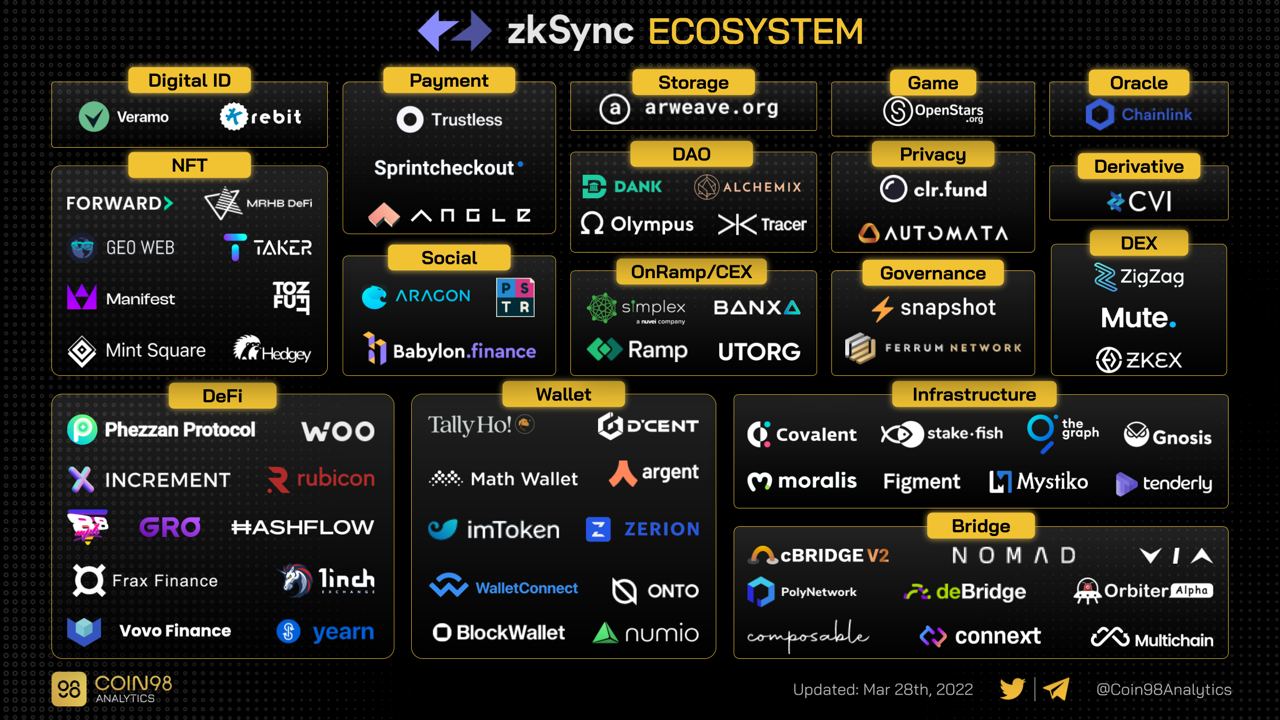 zkSync ECOSYSTEM
Digital ID
Veramo
rebit
Payment
Trustless
Sprintcheckout
ANGLE
Storage
arweave.org
Game
OpenStars
.org
Oracle
Chainlink
NFT
FORWARD
MRHB DeFi
GEO WEB
TAKER
Manifest
TOZ
FUE
Mint Square
Hedgey
Social
ARAGON
P S
T R
Babylon.finance
DAO
DANK
ALCHEMIX
Olympus
Tracer
Privacy
clr.fund
AUTOMATA
Derivative
CVI
OnRamp/CEX
simplex
a nuvei company
BANXA
Ramp
UTORG
Governance
snapshot
FERRUM NETWORK
DEX
ZigZag
Mute.
ZKEX
DeFi
Phezzan Protocol
WOO
INCREMENT
rubicon
GRO
HASHFLOW
Frax Finance
1inch
EXCHANGE
Vovo Finance
yearn
Wallet
Tally Ho!
D'CENT
Math Wallet
argent
imToken
ZERION
WalletConnect
ONTO
BlockWallet
numio
Infrastructure
Covalent
stake·fish
the
graph
Gnosis
moralis
Figment
Mystiko
tenderly
Bridge
cBRIDGE V2
NOMAD
VIA
PolyNetwork
deBridge
Orbiter Alpha
composable
connext
Multichain
98
COIN98
ANALYTICS
Updated: Mar 28th, 2022
@Coin98Analytics